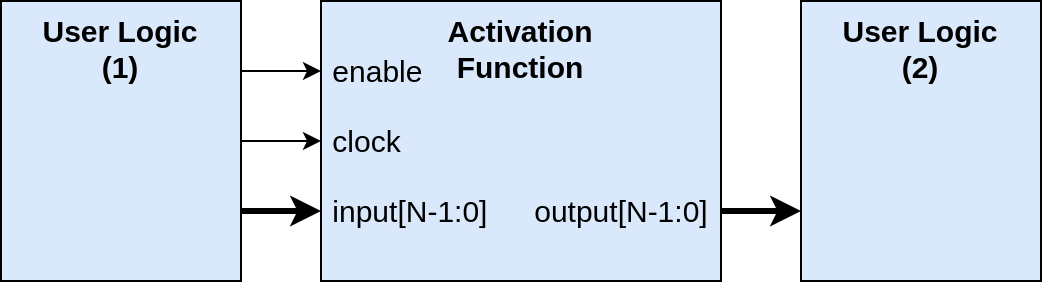 User Logic
(1)
Activation
Function
enable
clock
input[N-1:0]
output[N-1:0]
User Logic
(2)